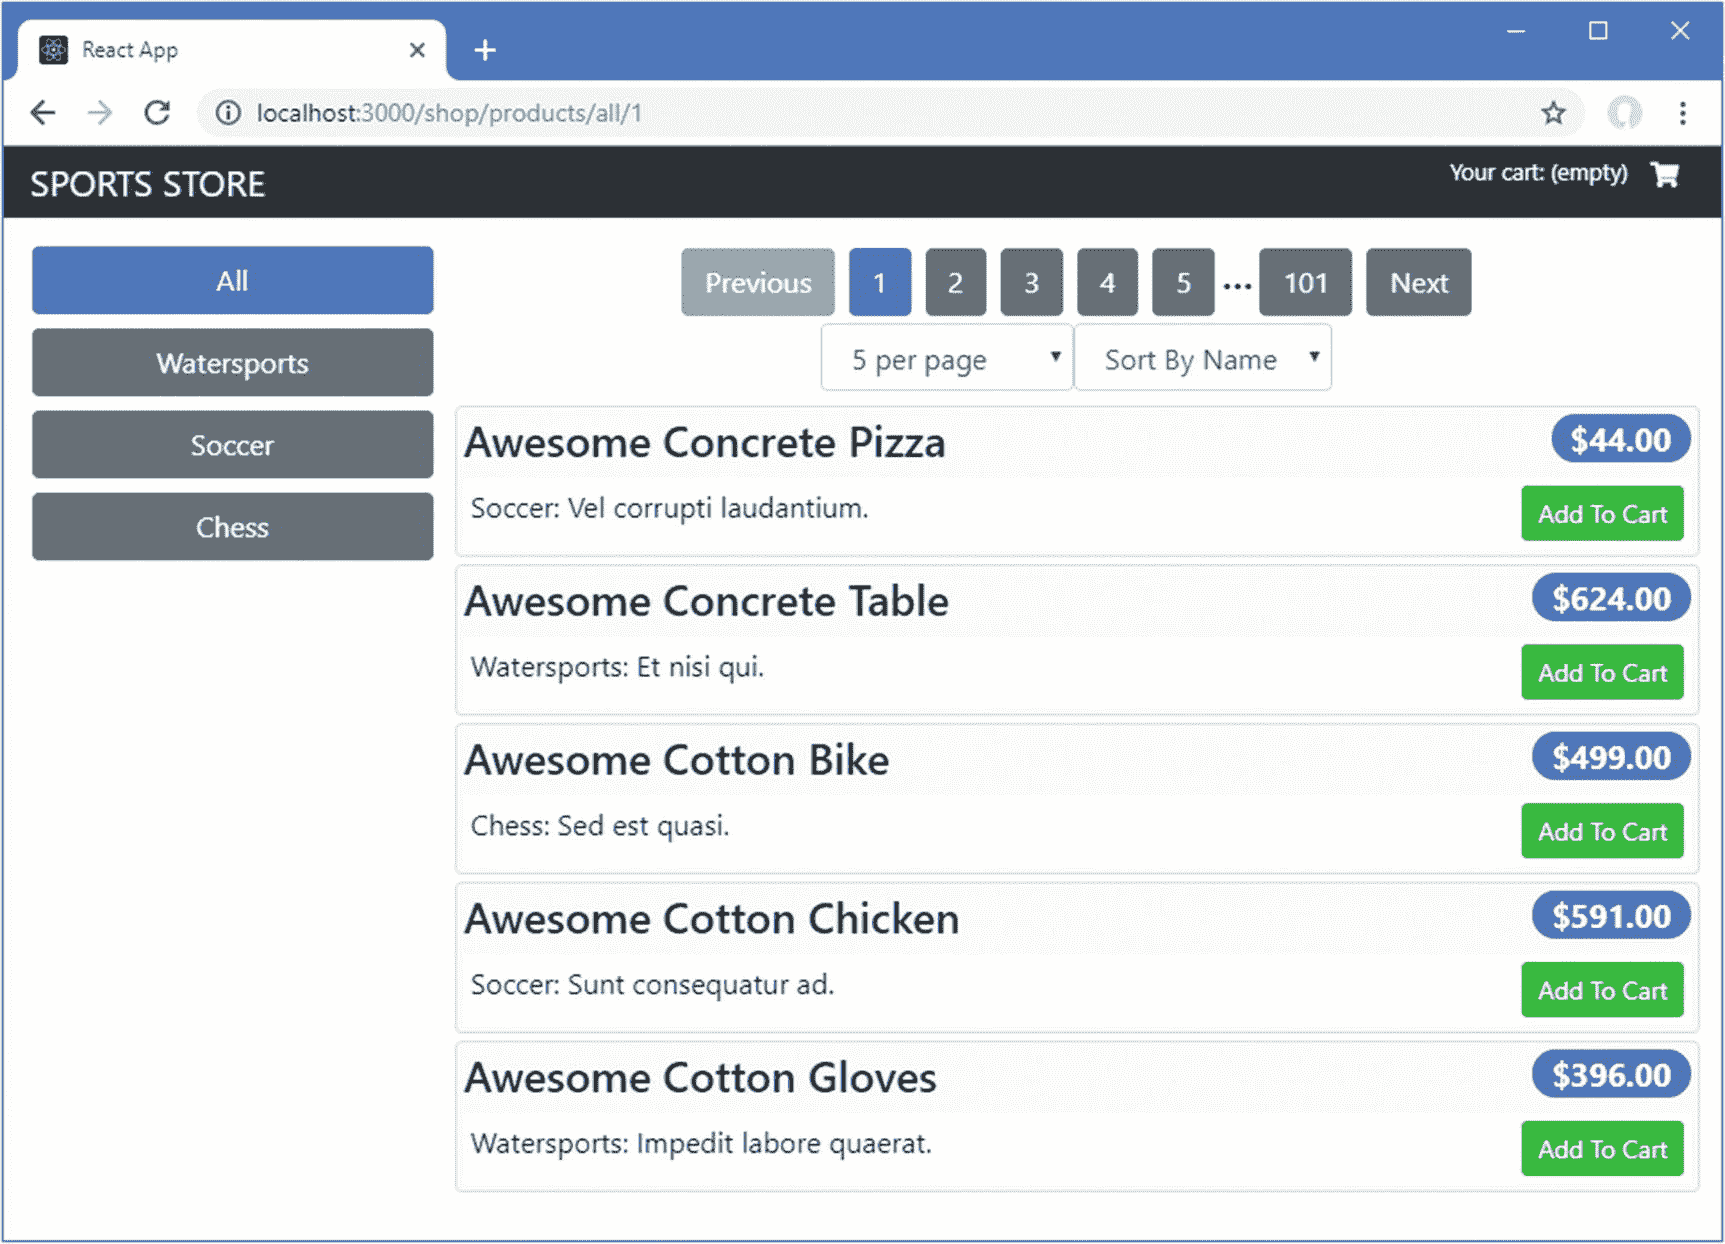 React App
localhost:3000/shop/products/all/1
SPORTS STORE
Your cart: (empty)
All
Watersports
Soccer
Chess
Previous 1 2 3 4 5 ... 101 Next
5 per page Sort By Name
Awesome Concrete Pizza $44.00
Soccer: Vel corrupti laudantium. Add To Cart
Awesome Concrete Table $624.00
Watersports: Et nisi qui. Add To Cart
Awesome Cotton Bike $499.00
Chess: Sed est quasi. Add To Cart
Awesome Cotton Chicken $591.00
Soccer: Sunt consequatur ad. Add To Cart
Awesome Cotton Gloves $396.00
Watersports: Impedit labore quaerat. Add To Cart